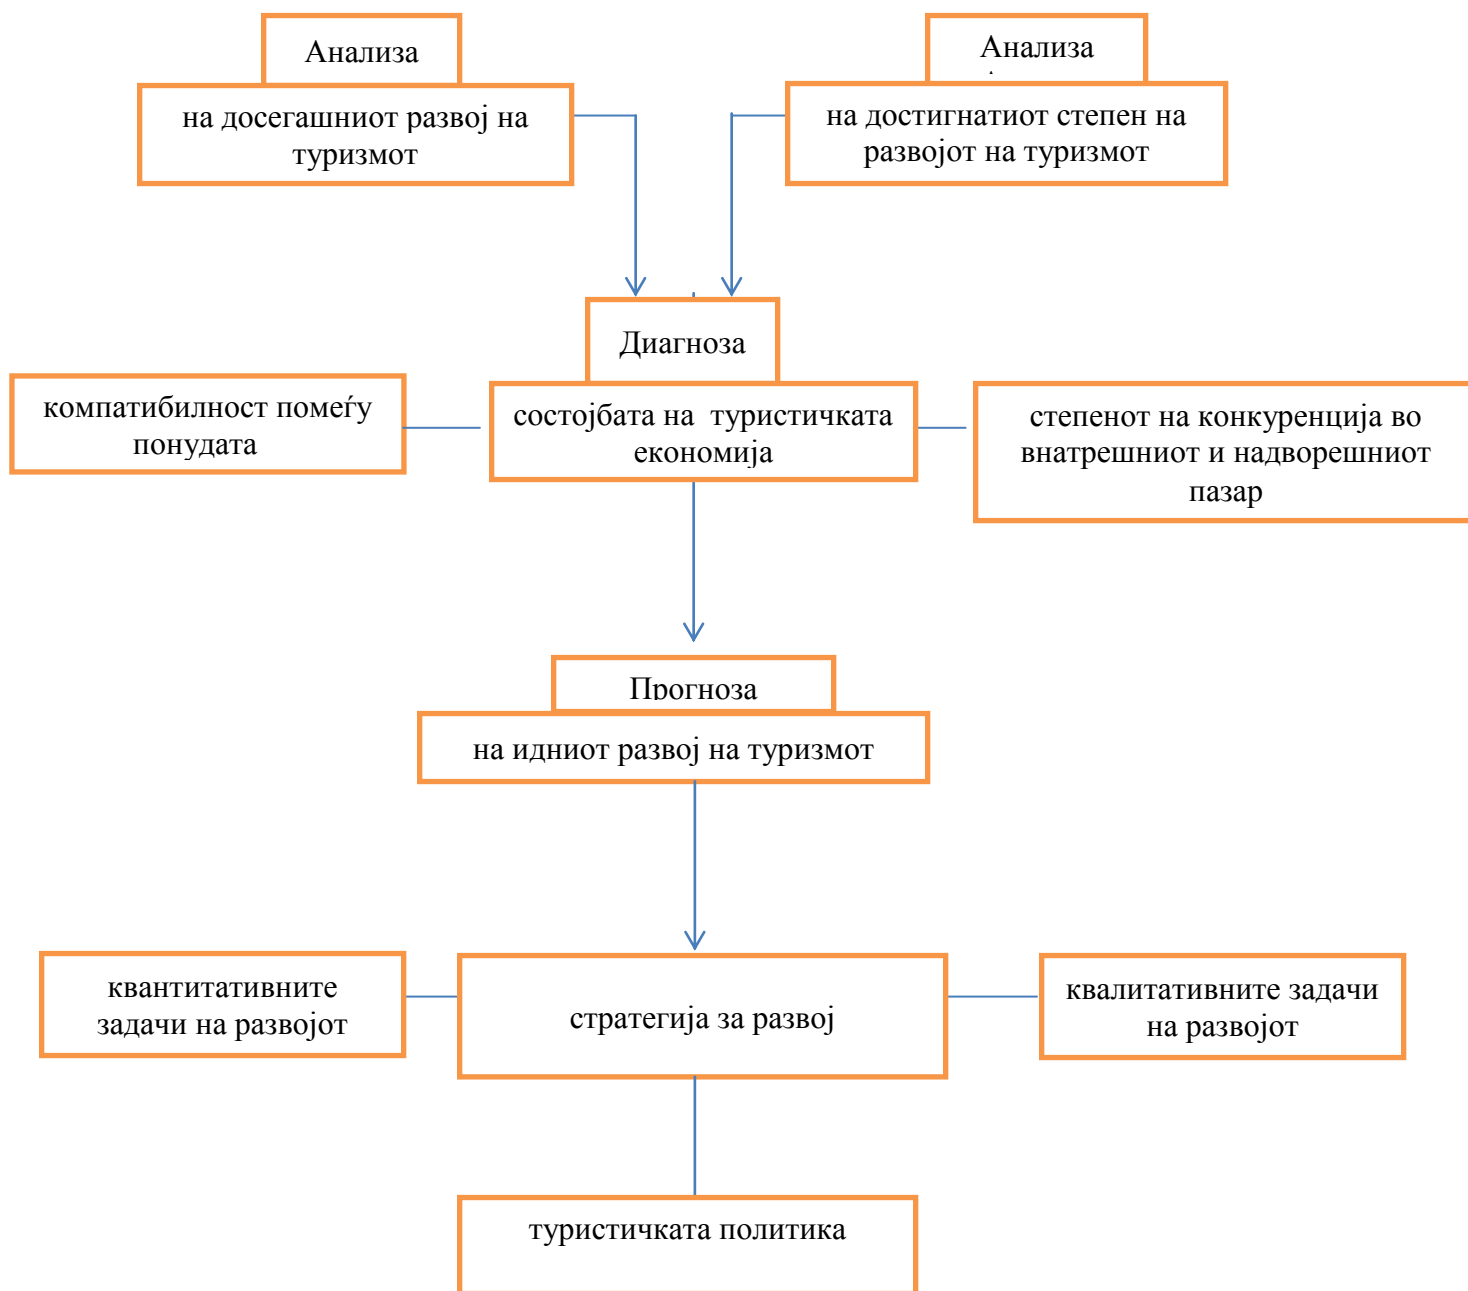 Анализа
на досегашниот развој на
туризмот
Анализа
на достигнатиот степен на
развојот на туризмот
Диагноза
состојбата на туристичката
економија
компатибилност помеѓу
понудата
степенот на конкуренција во
внатрешниот и надворешниот
пазар
Прогноза
на идниот развој на туризмот
квантитативните
задачи на развојот
стратегија за развој
квалитативните задачи
на развојот
туристичката политика